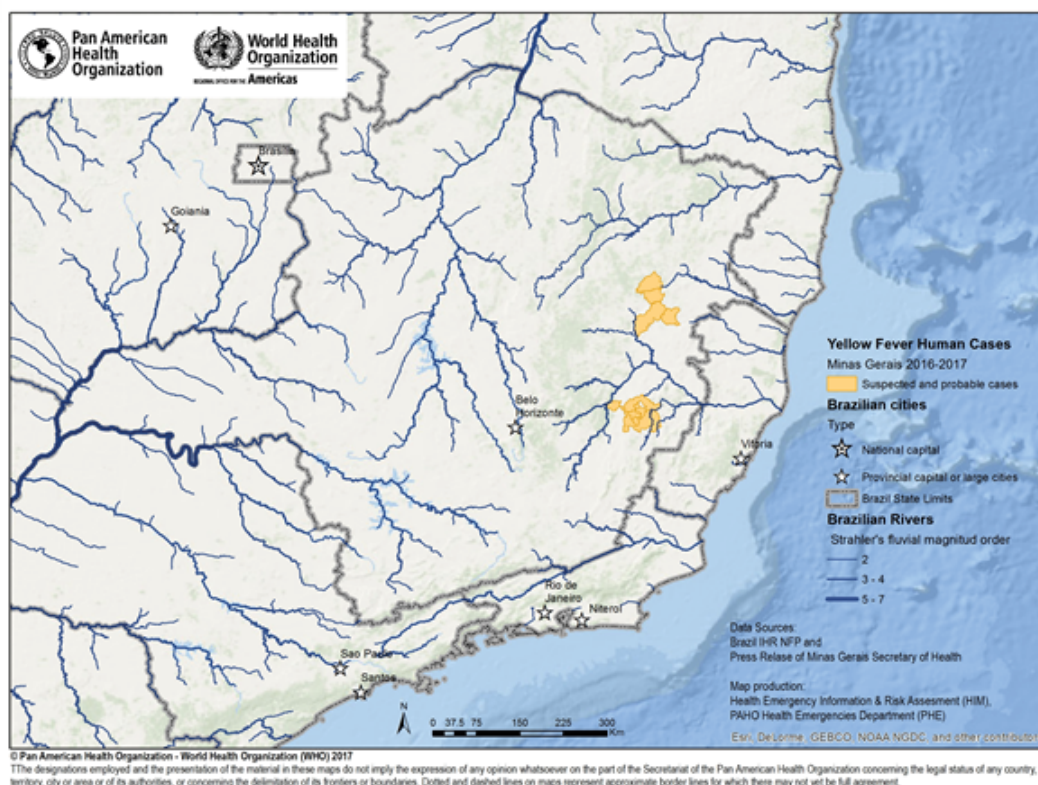 Pan American
Health
Organization
World Health
Organization
REGIONAL OFFICE FOR THE Americas
Brasilia
Goiania
Belo
Horizonte
Vitoria
Rio de
Janeiro
Niteroi
Sao Paulo
Santos
Yellow Fever Human Cases
Minas Gerais 2016-2017
Suspected and probable cases
Brazilian cities
Type
National capital
Provincial capital or large cities
Brazil State Limits
Brazilian Rivers
Strahler's fluvial magnitud order
2
3 - 4
5 - 7
Data Sources:
Brazil IHR NFP and
Press Relase of Minas Gerais Secretary of Health
Map production:
Health Emergency Information & Risk Assesment (HIM),
PAHO Health Emergencies Department (PHE)
N
0 37.5 75 150 225 300
Km
Esri, DeLorme, GEBCO, NOAA NGDC, and other contributors
© Pan American Health Organization - World Health Organization (WHO) 2017
TThe designations employed and the presentation of the material in these maps do not imply the expression of any opinion whatsoever on the part of the Secretariat of the Pan American Health Organization concerning the legal status of any country,
territory, city or area or of its authorities, or concerning the delimitation of its frontiers or boundaries. Dotted and dashed lines on maps represent approximate border lines for which there may not yet be full agreement.